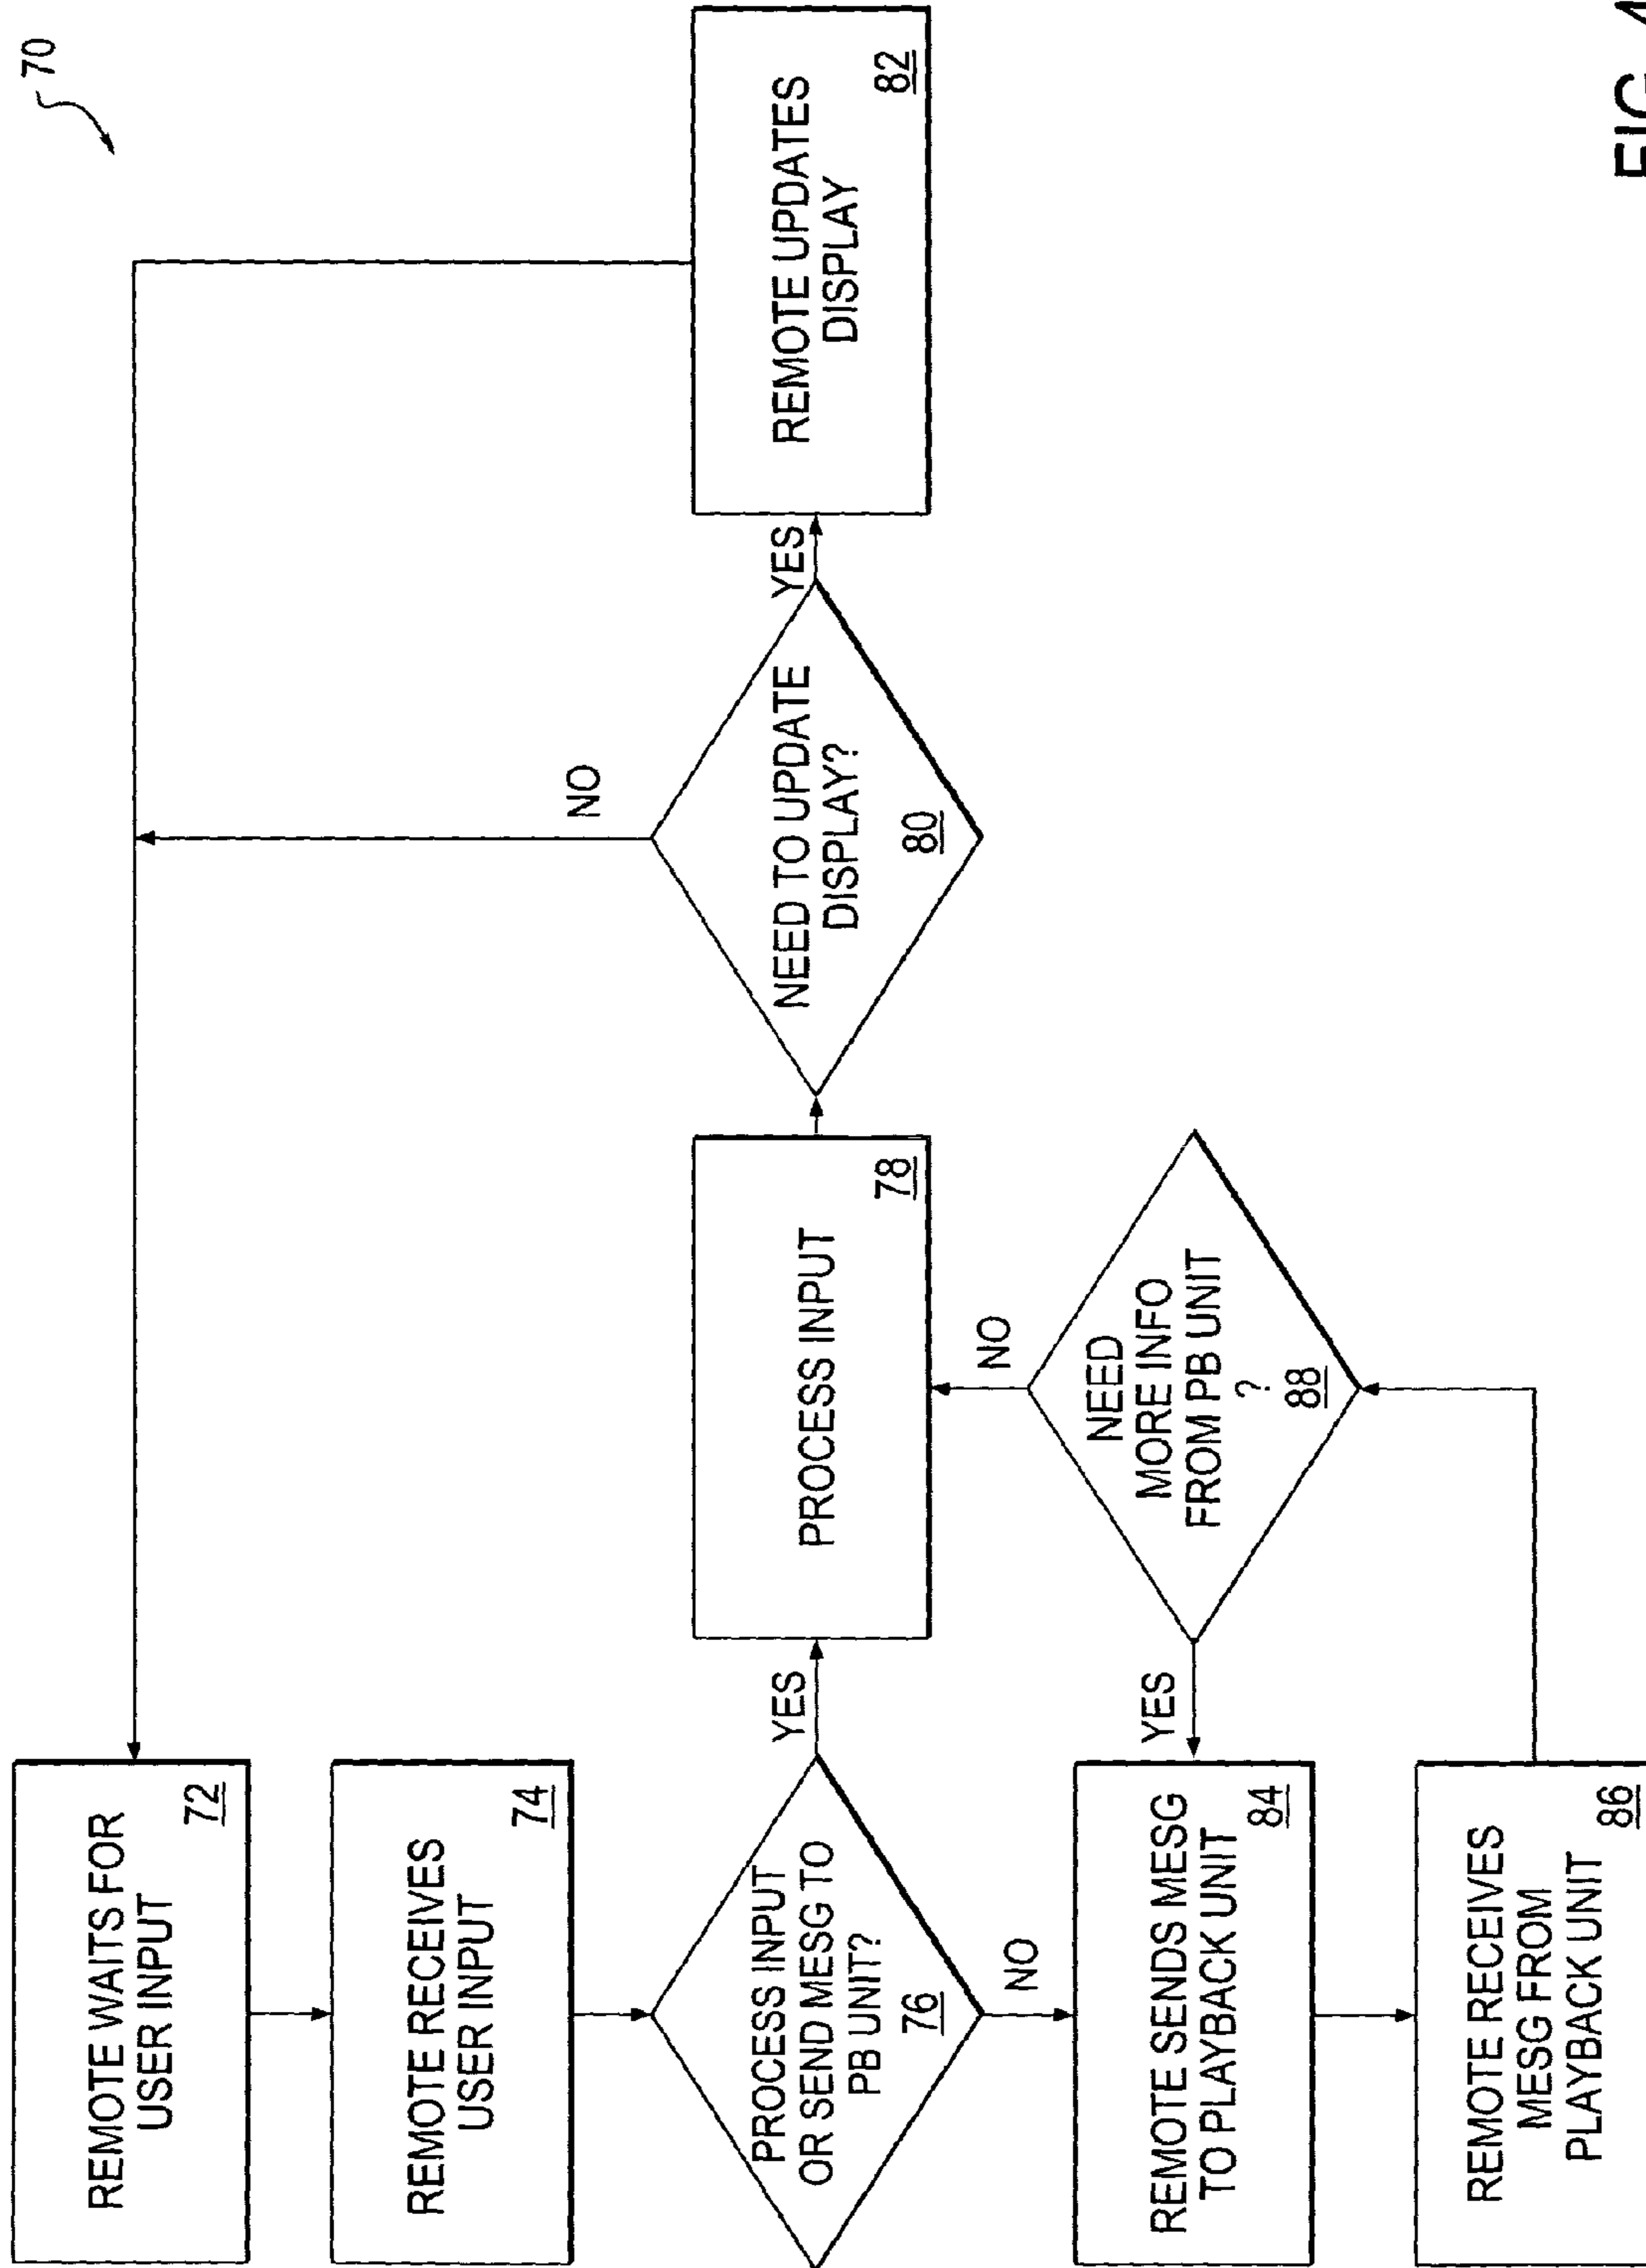 70
REMOTE WAITS FOR
USER INPUT
72
REMOTE RECEIVES
USER INPUT
74
PROCESS INPUT
OR SEND MESG TO
PB UNIT?
76
YES
NO
PROCESS INPUT
78
NEED TO UPDATE
DISPLAY?
80
NO
YES
REMOTE UPDATES
DISPLAY
82
REMOTE SENDS MESG
TO PLAYBACK UNIT
84
YES
NEED
MORE INFO
FROM PB UNIT
?
88
NO
REMOTE RECEIVES
MESG FROM
PLAYBACK UNIT
86
FIG. 4